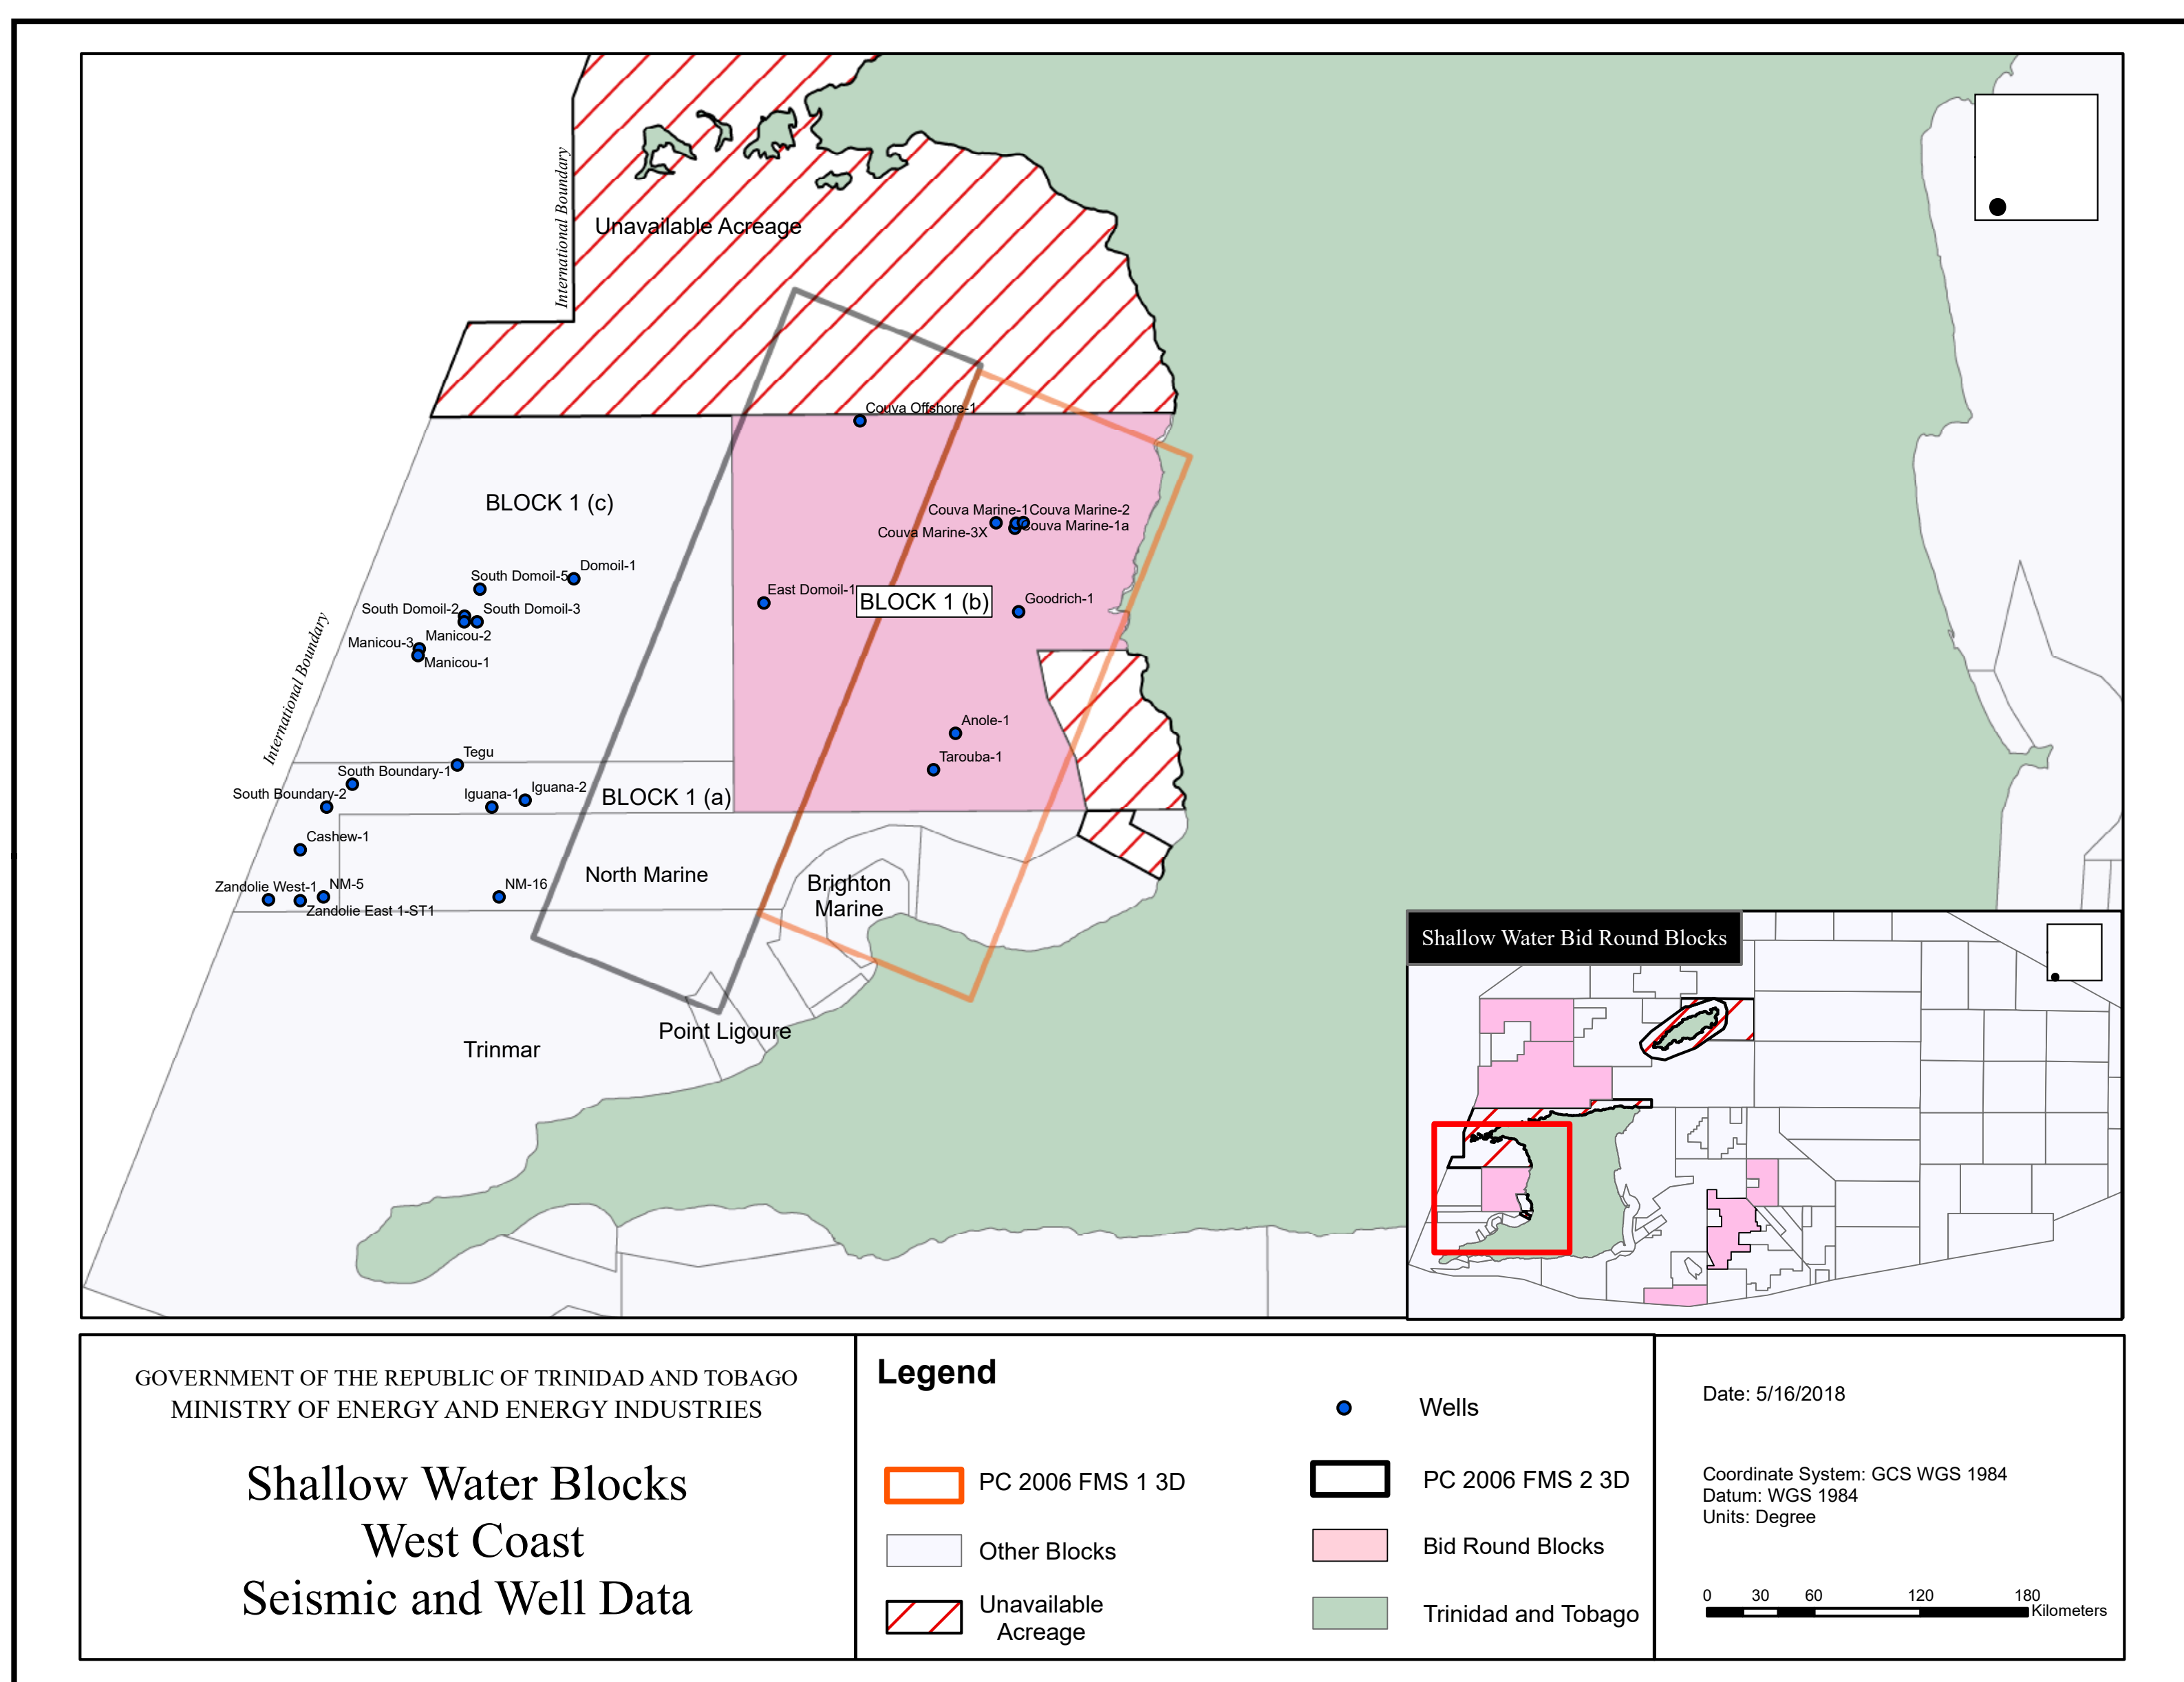 International Boundary
Unavailable Acreage
Couva Offshore-1
BLOCK 1 (c)
Couva Marine-1
Couva Marine-2
Couva Marine-3X
Couva Marine-1a
Domoil-1
South Domoil-5
East Domoil-1
BLOCK 1 (b)
Goodrich-1
South Domoil-2
South Domoil-3
Manicou-2
Manicou-3
Manicou-1
International Boundary
Anole-1
Tegu
Tarouba-1
South Boundary-1
Iguana-2
South Boundary-2
Iguana-1
BLOCK 1 (a)
Cashew-1
North Marine
Brighton
Marine
Zandolie West-1
NM-5
NM-16
Zandolie East 1-ST1
Point Ligoure
Trinmar
Shallow Water Bid Round Blocks
GOVERNMENT OF THE REPUBLIC OF TRINIDAD AND TOBAGO
MINISTRY OF ENERGY AND ENERGY INDUSTRIES
Shallow Water Blocks
West Coast
Seismic and Well Data
Legend
Wells
PC 2006 FMS 1 3D
PC 2006 FMS 2 3D
Other Blocks
Bid Round Blocks
Unavailable
Acreage
Trinidad and Tobago
Date: 5/16/2018
Coordinate System: GCS WGS 1984
Datum: WGS 1984
Units: Degree
0 30 60 120 180
Kilometers